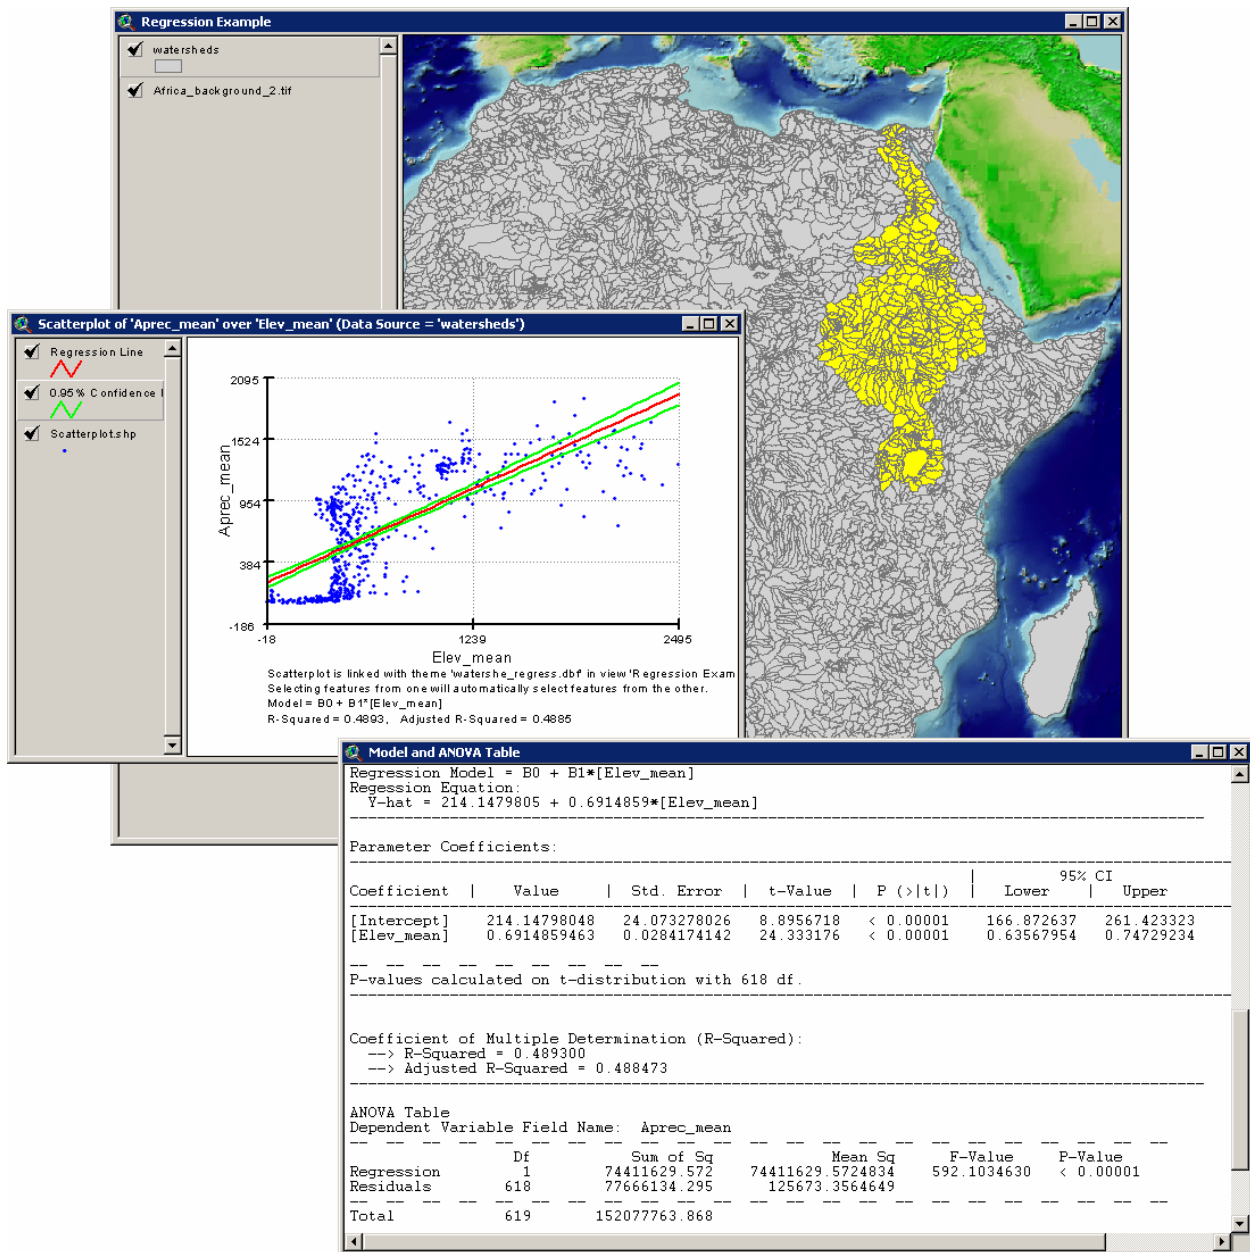 Regression Example
watersheds
Africa_background_2.tif
Scatterplot of 'Aprec_mean' over 'Elev_mean' (Data Source = 'watersheds')
Regression Line
0.95% Confidence I
Scatterplot.shp
2095
1524
954
384
-186
Aprec_mean
-18 1239 2495
Elev_mean
Scatterplot is linked with theme 'watershe_regress.dbf' in view 'Regression Exam
Selecting features from one will automatically select features from the other.
Model = B0 + B1*[Elev_mean]
R-Squared = 0.4893, Adjusted R-Squared = 0.4885
Model and ANOVA Table
Regression Model = B0 + B1*[Elev_mean]
Regession Equation:
Y-hat = 214.1479805 + 0.6914859*[Elev_mean]
Parameter Coefficients:
| 95% CI
Coefficient | Value | Std. Error | t-Value | P (>|t|) | Lower | Upper
[Intercept] 214.14798048 24.073278026 8.8956718 < 0.00001 166.872637 261.423323
[Elev_mean] 0.6914859463 0.0284174142 24.333176 < 0.00001 0.63567954 0.74729234
P-values calculated on t-distribution with 618 df.
Coefficient of Multiple Determination (R-Squared):
--> R-Squared = 0.489300
--> Adjusted R-Squared = 0.488473
ANOVA Table
Dependent Variable Field Name: Aprec_mean
Df Sum of Sq Mean Sq F-Value P-Value
Regression 1 74411629.572 74411629.5724834 592.1034630 < 0.00001
Residuals 618 77666134.295 125673.3564649
Total 619 152077763.868